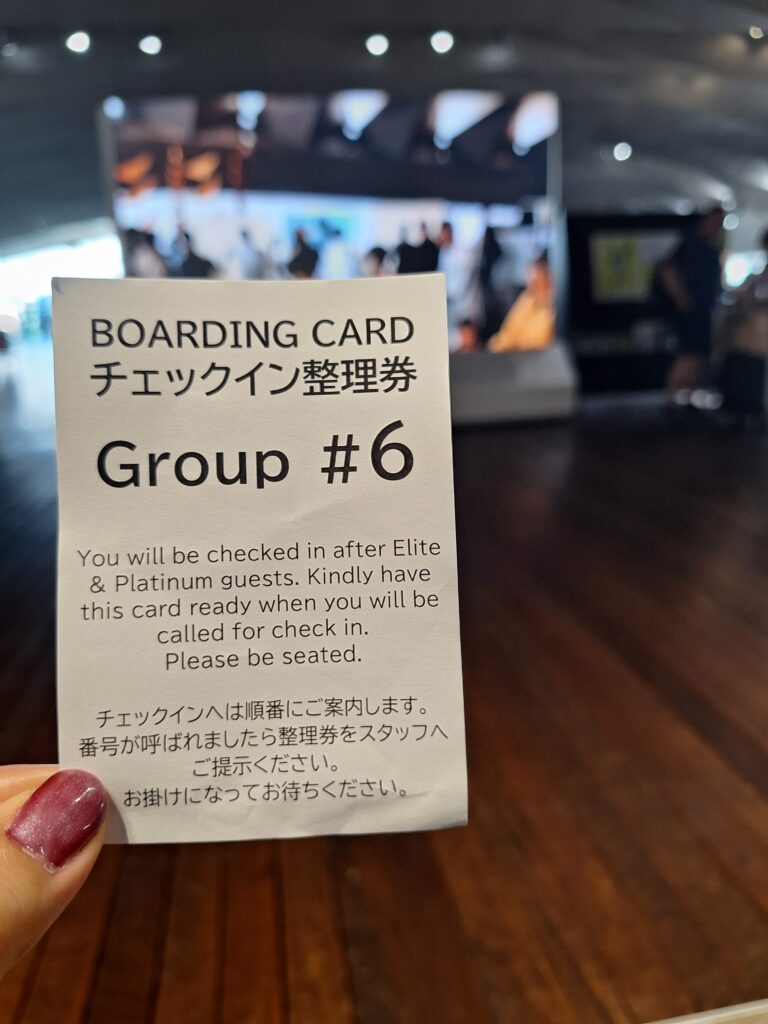 BOARDING CARD
チェックイン整理券
Group #6
You will be checked in after Elite
& Platinum guests. Kindly have
this card ready when you will be
called for check in.
Please be seated.
チェックインへは順番にご案内します。
番号が呼ばれましたら整理券をスタッフへ
ご提示ください。
お掛けになってお待ちください。